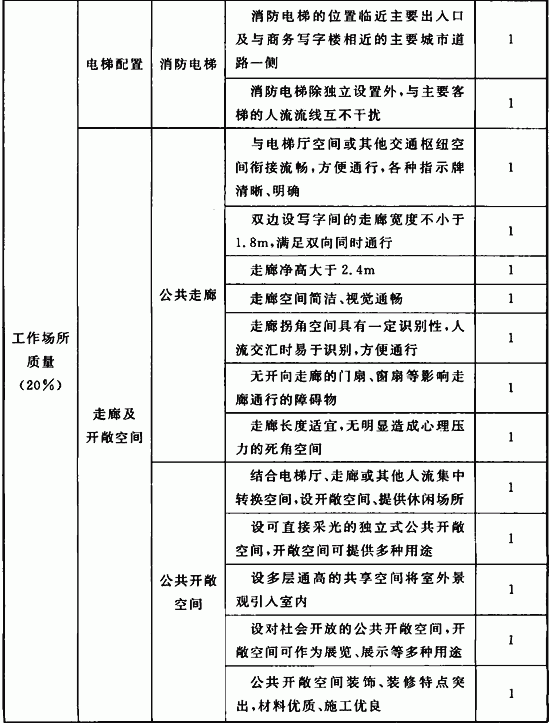 消防电梯的位置临近主要出入口
及与商务写字楼相近的主要城市道
路一侧
1
电梯配置
消防电梯
消防电梯除独立设置外,与主要客
梯的人流流线互不干扰
1
与电梯厅空间或其他交通枢纽空
间衔接流畅,方便通行,各种指示牌
清晰、明确
1
双边设写字间的走廊宽度不小于
1.8m,满足双向同时通行
1
走廊净高大于2.4m
1
公共走廊
走廊空间简洁、视觉通畅
1
工作场所
质量
(20%)
走廊拐角空间具有一定识别性,人
流交汇时易于识别,方便通行
1
无开向走廊的门扇、窗扇等影响走
廊通行的障碍物
1
走廊及
开敞空间
走廊长度适宜,无明显造成心理压
力的死角空间
1
结合电梯厅、走廊或其他人流集中
转换空间,设开敞空间、提供休闲场所
1
设可直接采光的独立式公共开敞
空间,开敞空间可提供多种用途
1
公共开敞
空间
设多层通高的共享空间将室外景
观引入室内
1
设对社会开放的公共开敞空间,开
敞空间可作为展览、展示等多种用途
1
公共开敞空间装饰、装修特点突
出,材料优质、施工优良
1